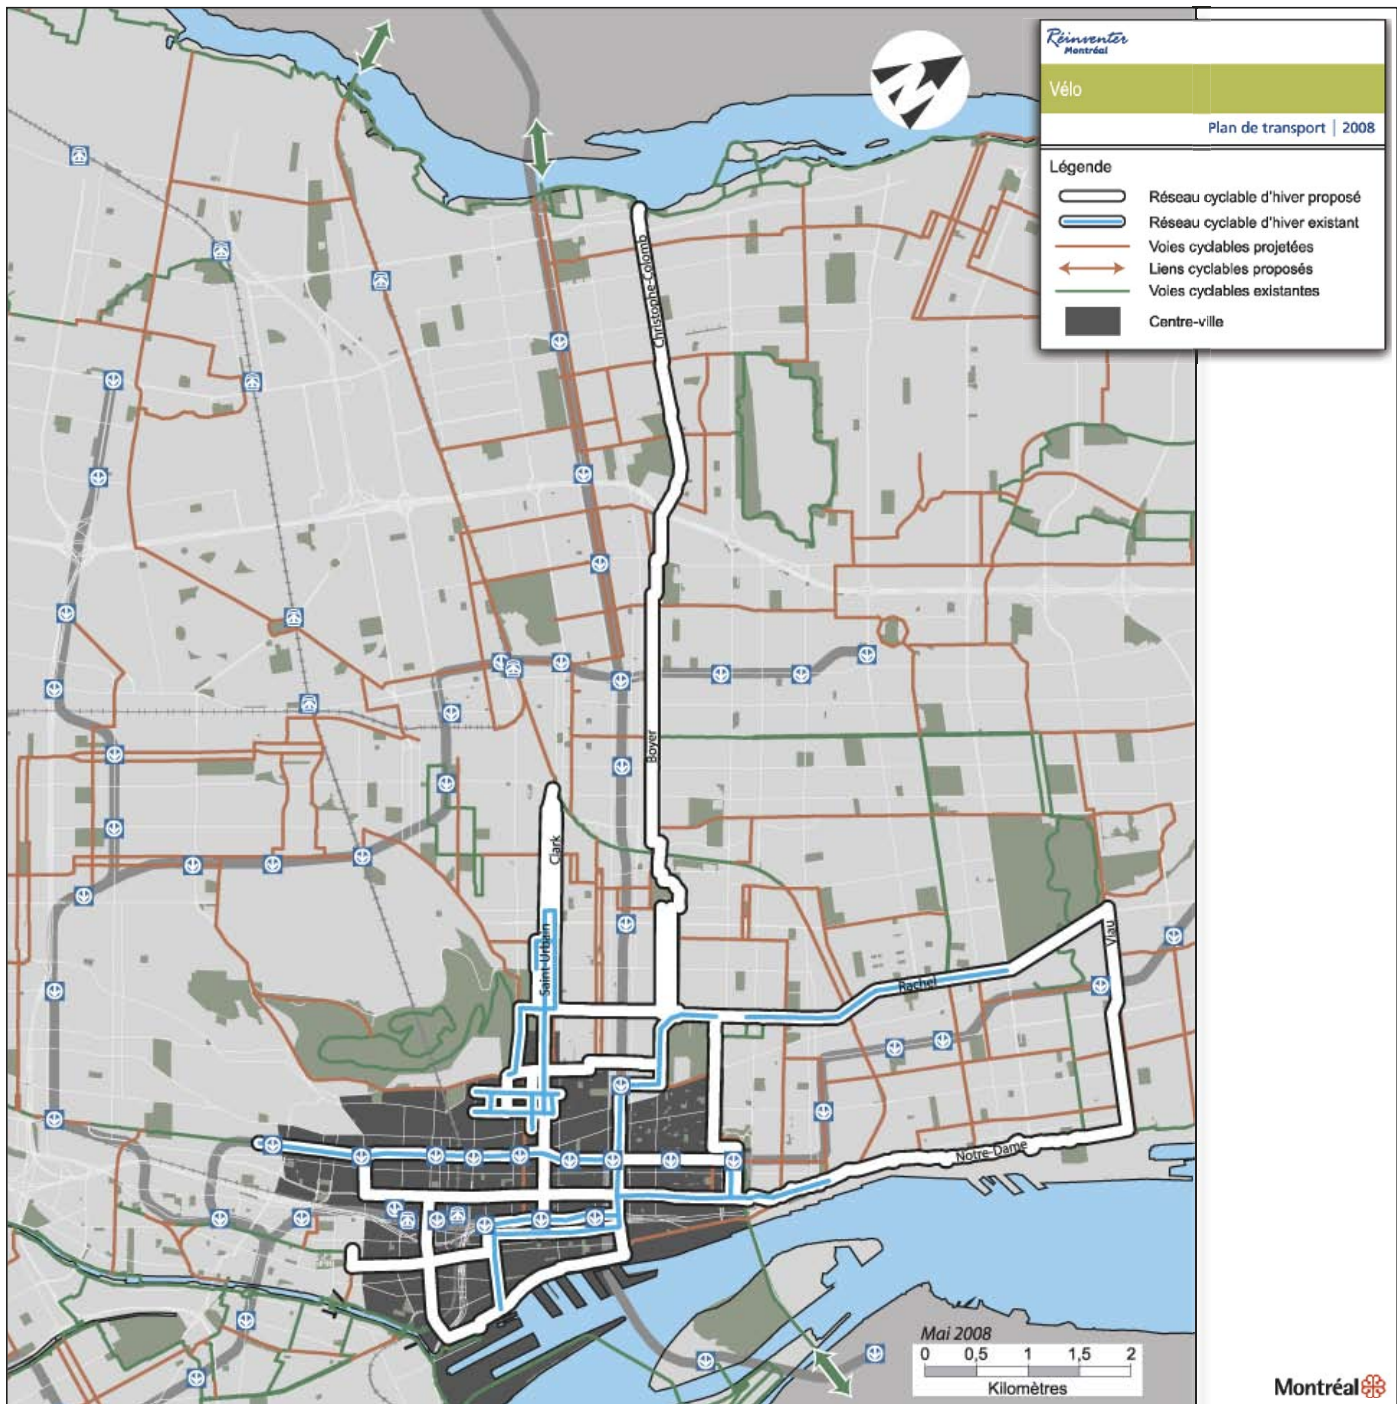 Réinventer
Montréal
Vélo
Plan de transport | 2008
Légende
Réseau cyclable d'hiver proposé
Réseau cyclable d'hiver existant
Voies cyclables projetées
Liens cyclables proposés
Voies cyclables existantes
Centre-ville
Christophe-Colomb
Boyer
Clark
Saint-Urbain
Rachel
Viau
Notre-Dame
Mai 2008
0 0,5 1 1,5 2
Kilomètres
Montréal